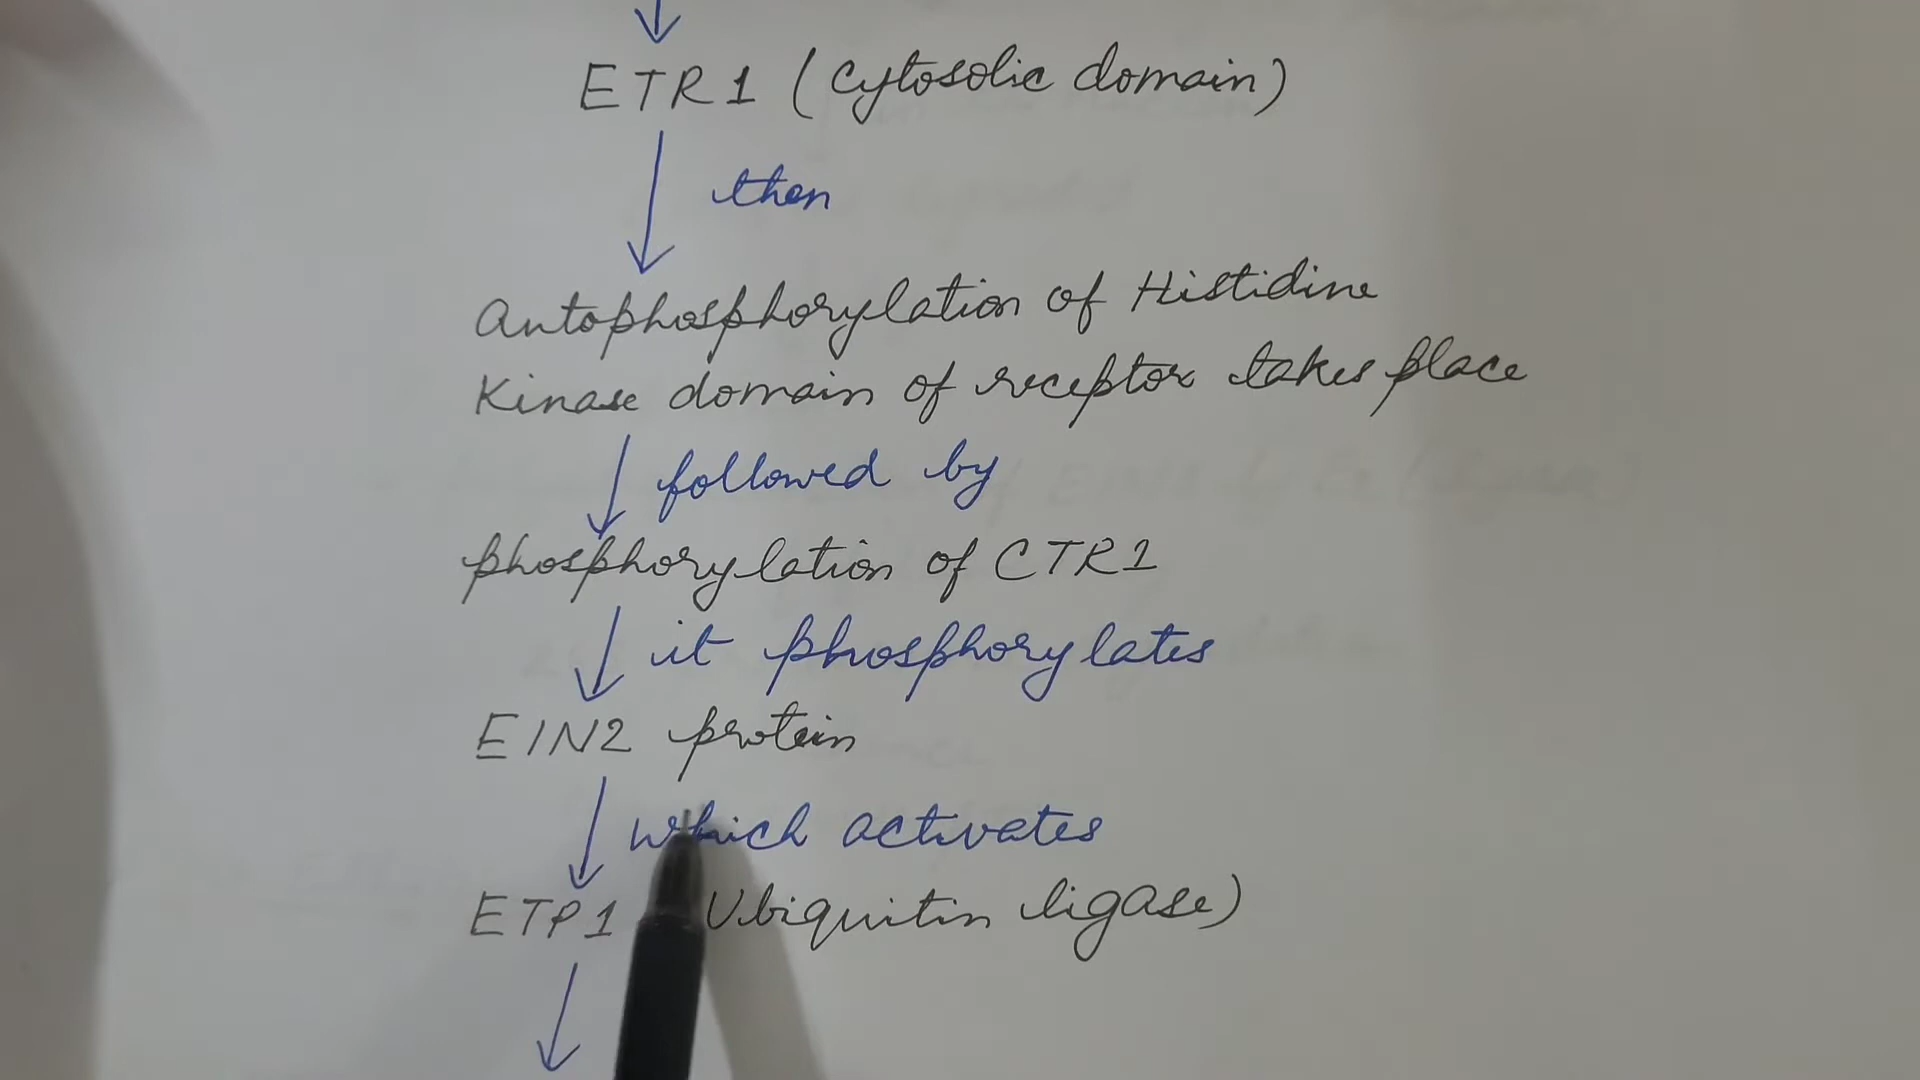 ETR1 (Cytosolic domain)
then
Autophosphorylation of Histidine
Kinase domain of receptor takes place
followed by
phosphorylation of CTR1
it phosphorylates
EIN2 protein
which activates
ETP1 Ubiquitin ligase)